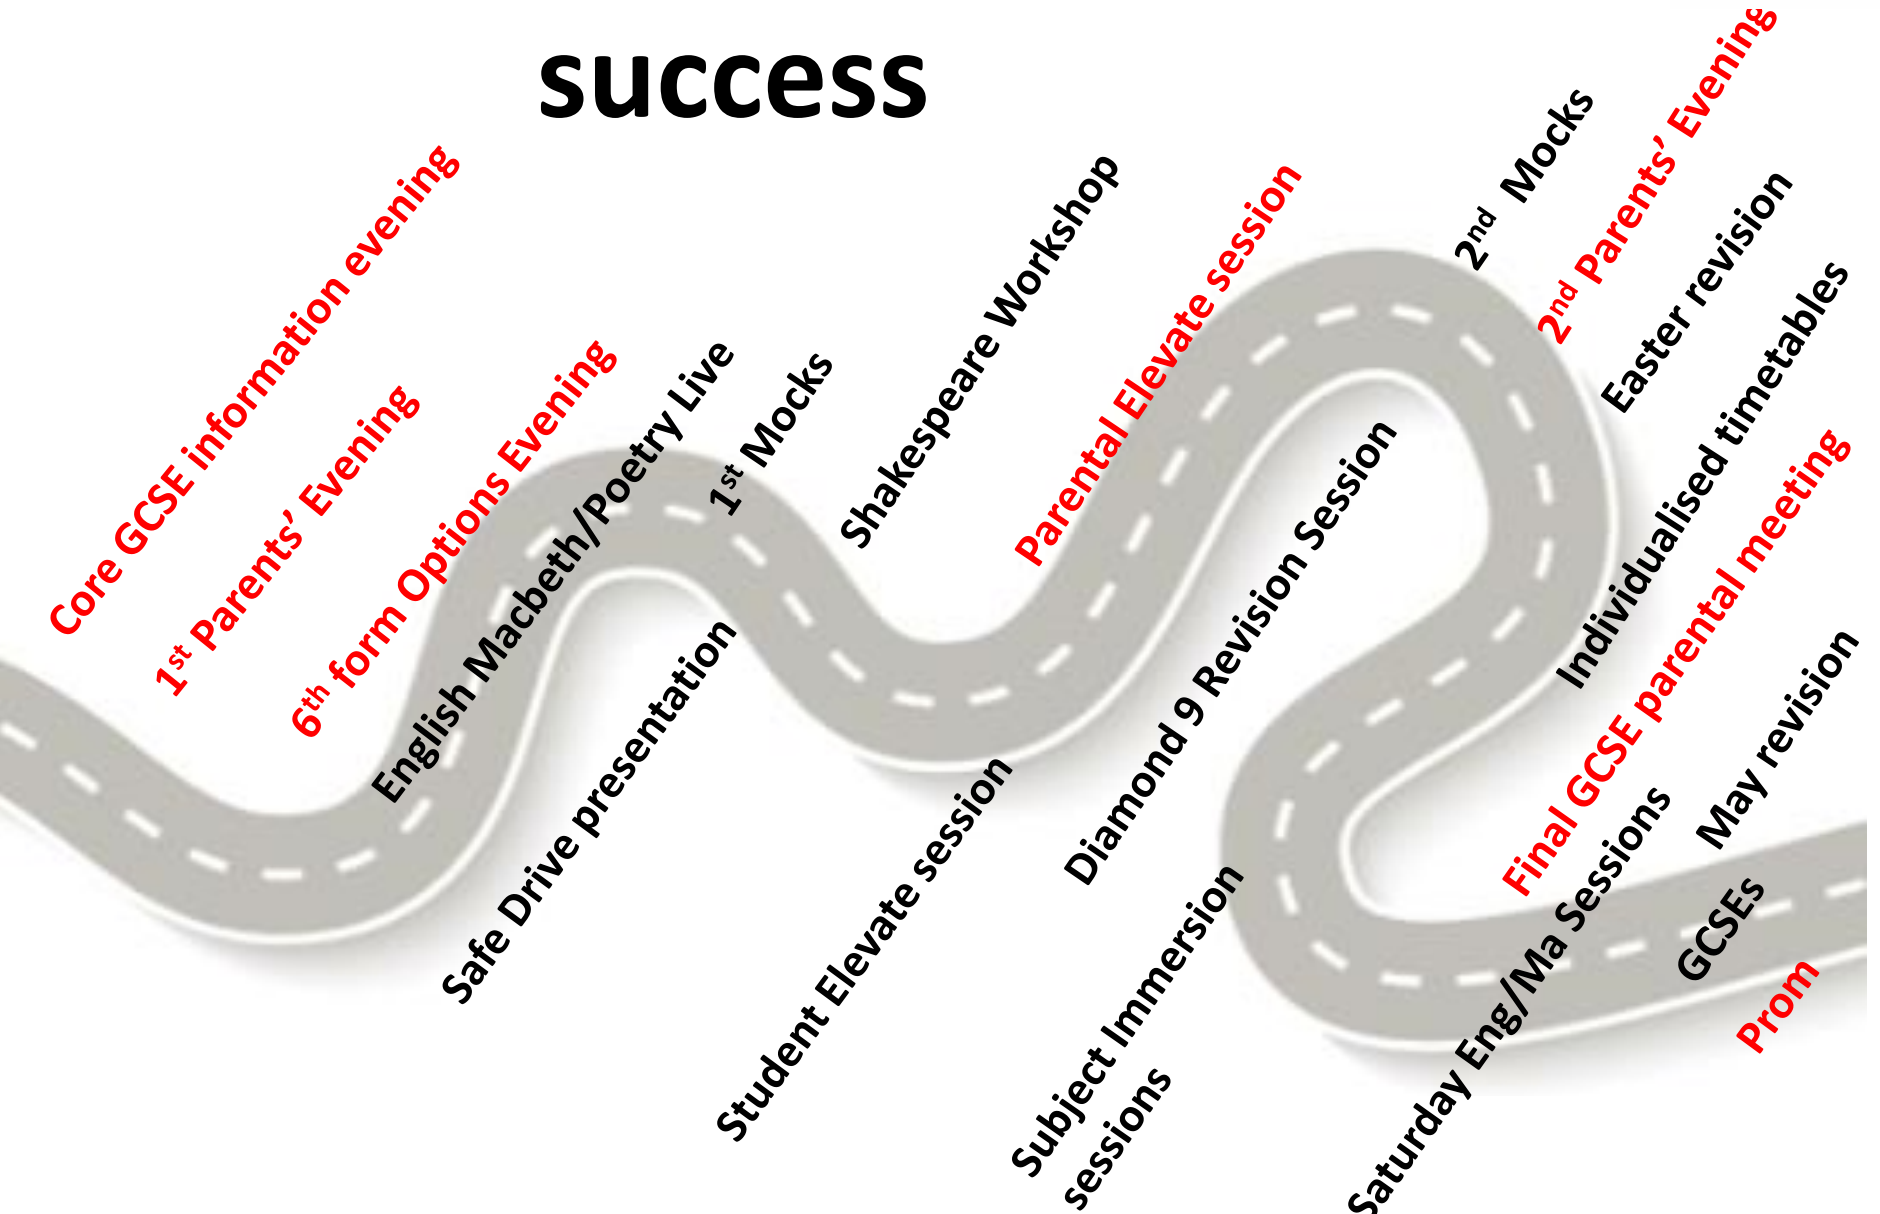 success
Core GCSE information evening
1st Parents’ Evening
6th form Options Evening
English Macbeth/Poetry Live
Safe Drive presentation
1st Mocks
Shakespeare Workshop
Student Elevate session
Parental Elevate session
Diamond 9 Revision Session
Subject Immersion
sessions
2nd Mocks
2nd Parents’ Evening
Easter revision
Individualised timetables
Final GCSE parental meeting
Saturday Eng/Ma Sessions
May revision
GCSEs
Prom